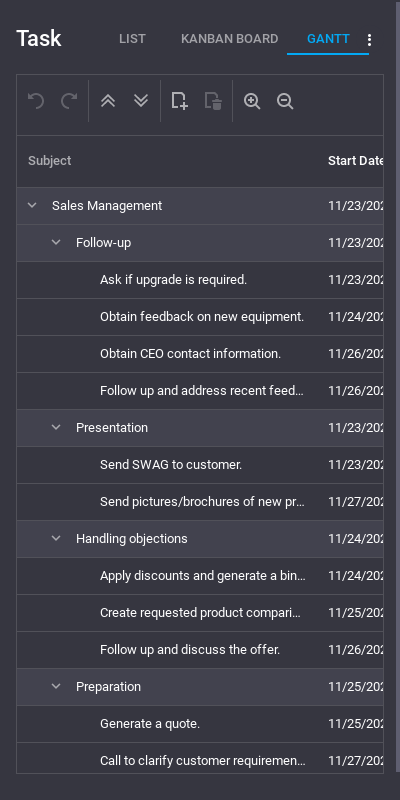 Task LIST KANBAN BOARD GANTT
Subject Start Date
Sales Management 11/23/202
Follow-up 11/23/202
Ask if upgrade is required. 11/23/202
Obtain feedback on new equipment. 11/24/202
Obtain CEO contact information. 11/26/202
Follow up and address recent feed... 11/26/202
Presentation 11/23/202
Send SWAG to customer. 11/23/202
Send pictures/brochures of new pr... 11/27/202
Handling objections 11/24/202
Apply discounts and generate a bin... 11/24/202
Create requested product compari... 11/25/202
Follow up and discuss the offer. 11/26/202
Preparation 11/25/202
Generate a quote. 11/25/202
Call to clarify customer requiremen... 11/27/202